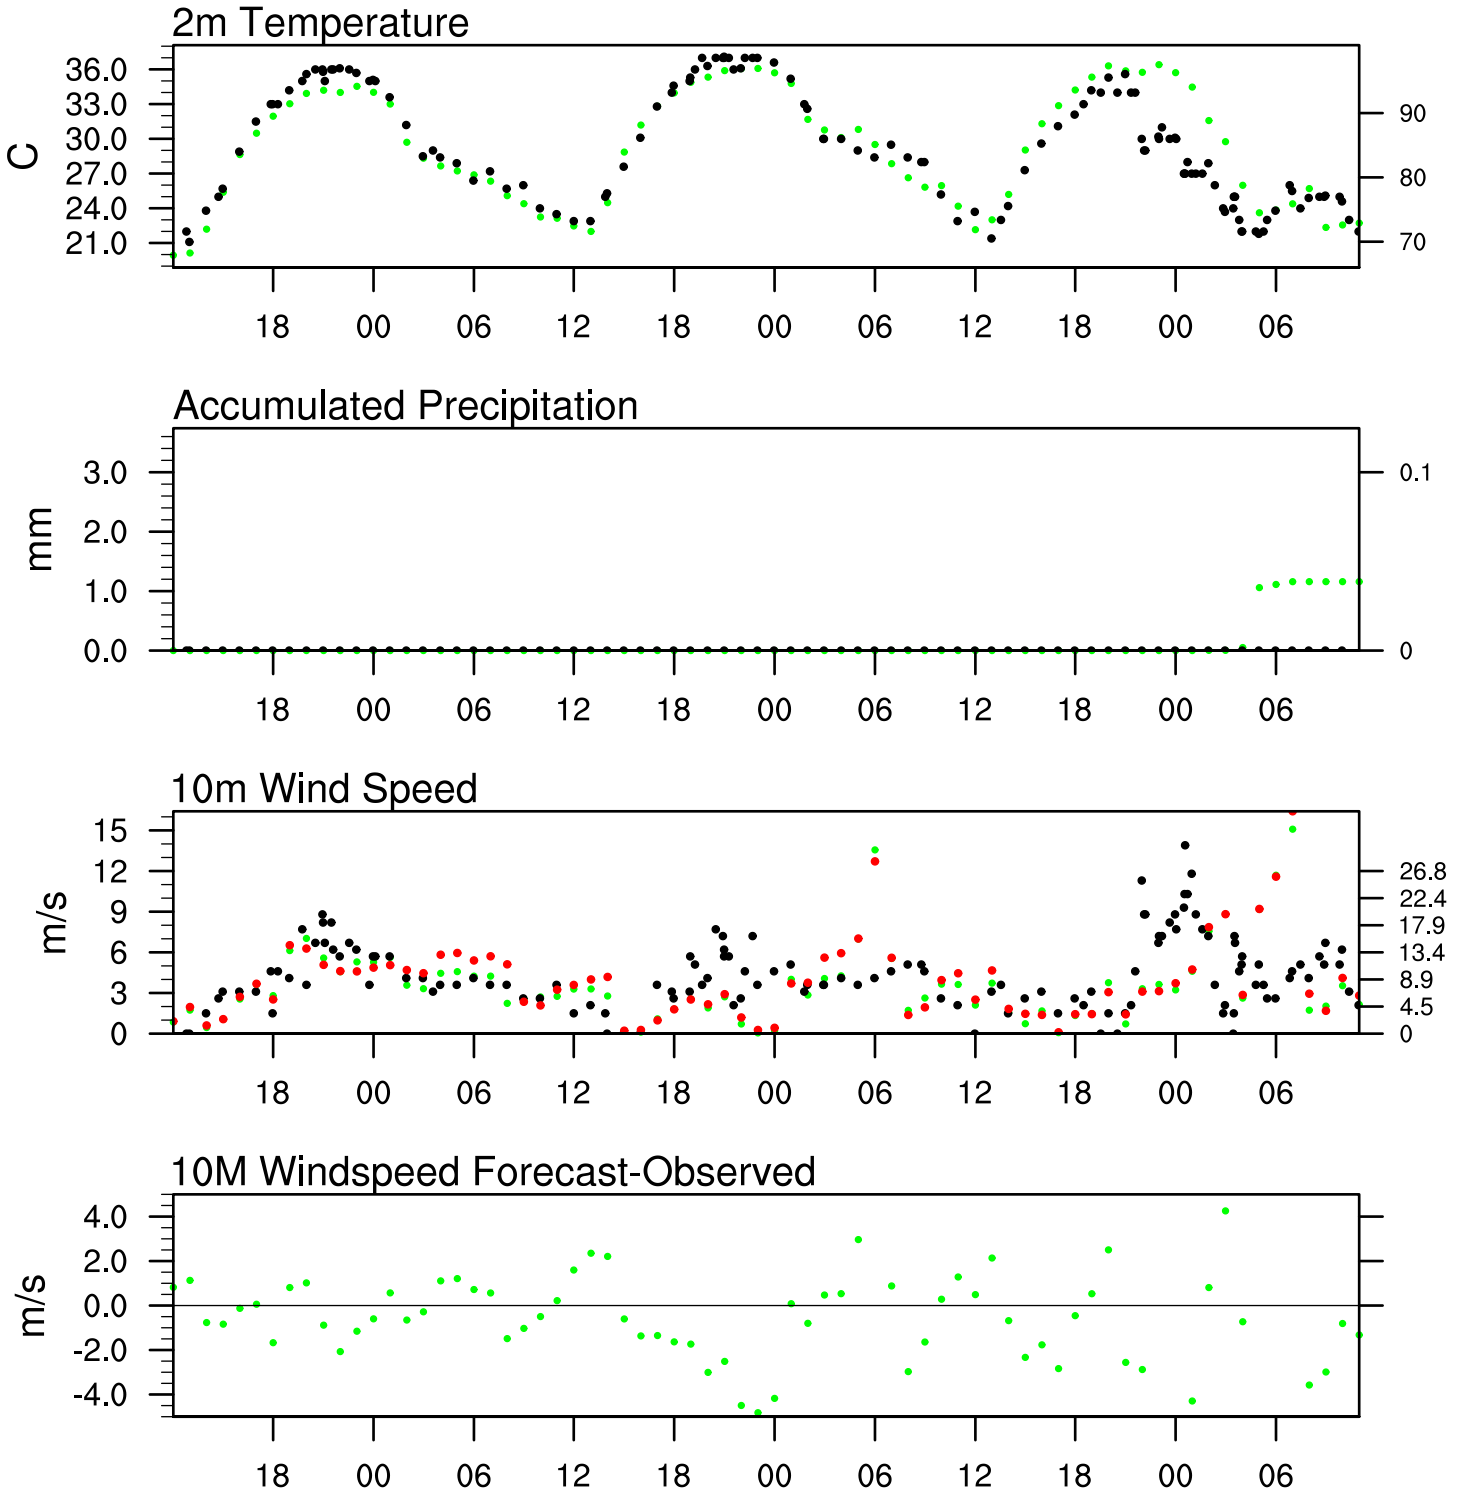 2m Temperature
36.0
33.0
30.0
27.0
24.0
21.0
C
90
80
70
18 00 06 12 18 00 06 12 18 00 06
Accumulated Precipitation
3.0
2.0
1.0
0.0
mm
0.1
0
18 00 06 12 18 00 06 12 18 00 06
10m Wind Speed
15
12
9
6
3
0
m/s
26.8
22.4
17.9
13.4
8.9
4.5
0
18 00 06 12 18 00 06 12 18 00 06
10M Windspeed Forecast-Observed
4.0
2.0
0.0
-2.0
-4.0
m/s
18 00 06 12 18 00 06 12 18 00 06